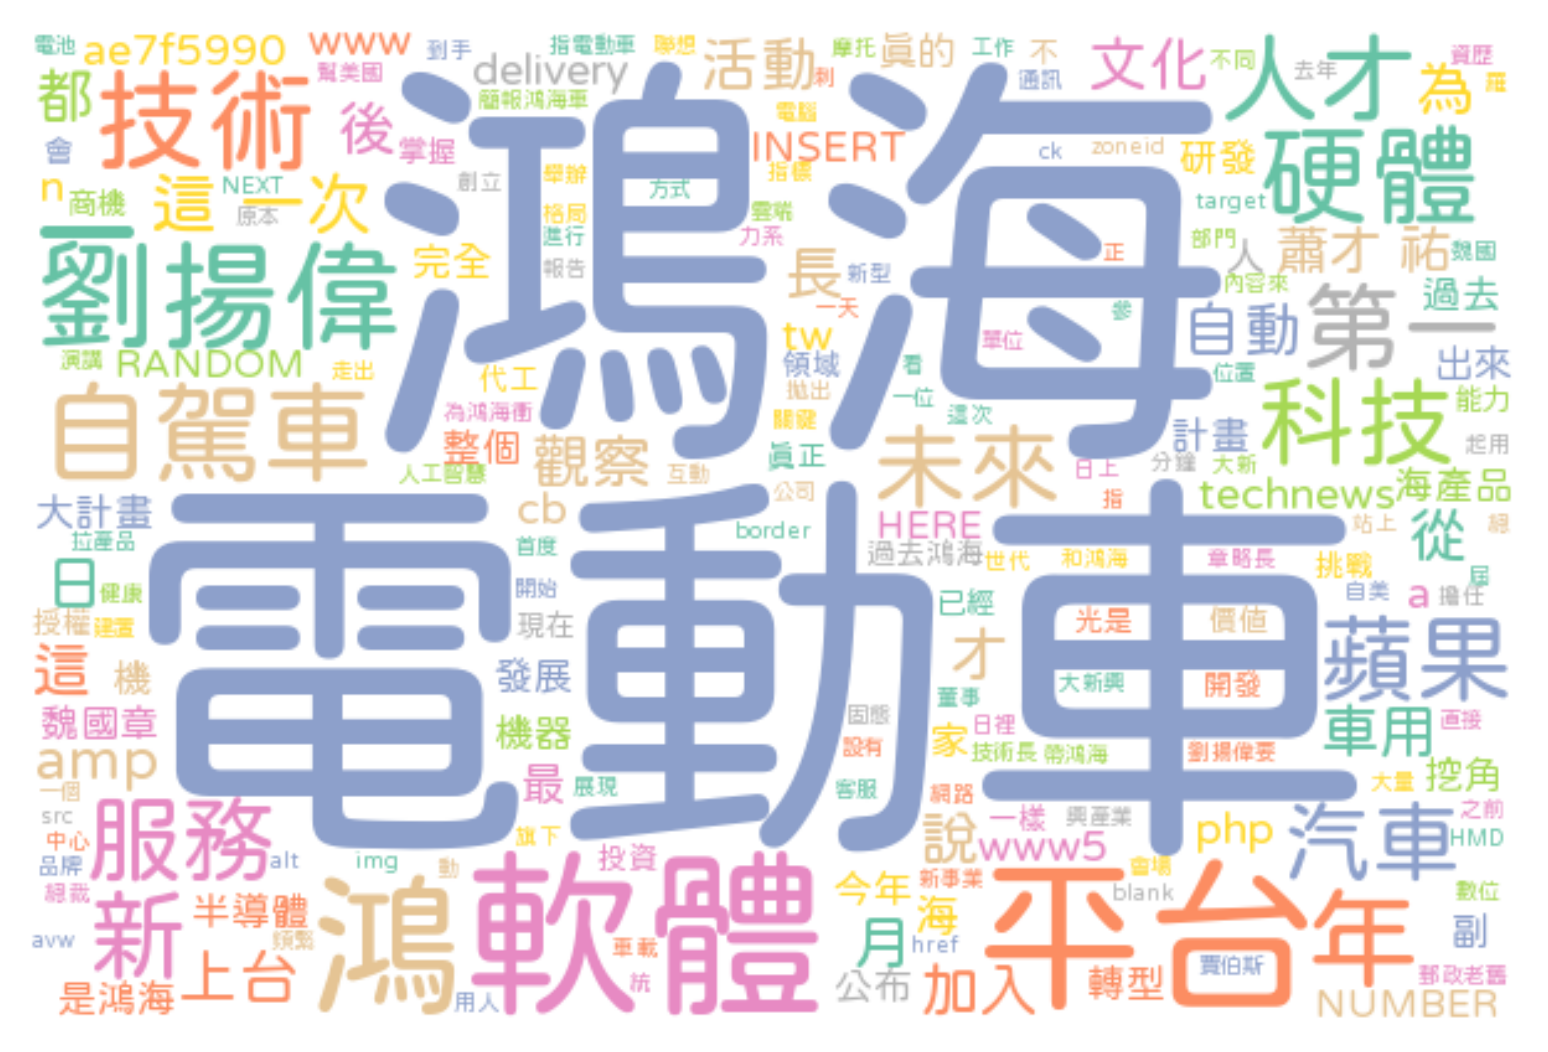 電池 ae7f5990 www 到手 指電動車 聯想 活動 摩托 真的 工作 不 文化 不同 去年 人才 資歷
都 技術 幫美國 delivery 刺 通訊 為
後 簡報鴻海車 電腦 硬體
會 掌握 INSERT ck zoneid 研發
n 商機 這一次 NEXT 創立 舉辦 方式 指標 target
原本 格局 雲端
一 完全 進行 力系 部門 人 蕭才 祐 魏國
劉揚偉 報告 長 新型 正 內容來 過去
鴻海
一天 參 自動 第一
演講 RANDOM 走出 tw 單位 出來
代工 領域 看 位置
自駕車 為鴻海衝 拋出 一位 科技 能力
整個 觀察 關鍵 這次 未來 計畫 起用
人工智慧 互動 真正 日上 分鐘 大新
大計畫 cb 公司 指 technews 海產品
電動車
拉產品 首度 border HERE 從 站上
過去鴻海 世代 和鴻海 章略長 挑戰
日 健康 開始 自美 a 擔任
授權 建置 現在 已經 光是 價值
這 機 發展 才 大新興 開發 蘋果
魏國章 董事 固態 日裡 車用 直接
機器 設有 家 技術長 帶鴻海 劉揚偉要
amp 最 展現 客服 網路 大量 挖角
一個 src 服務 說 一樣 興產業 之前
中心 旗下 www5 php 汽車 HMD
品牌 alt img 動 投資 會場
總裁 今年 新事業 blank 數位
新 半導體 鴻 軟體 海 平台 年
avw 頻繁 車載 月 href 副
上台 統 賈伯斯
是鴻海 用人 公布 加入 轉型 郵政老舊
NUMBER